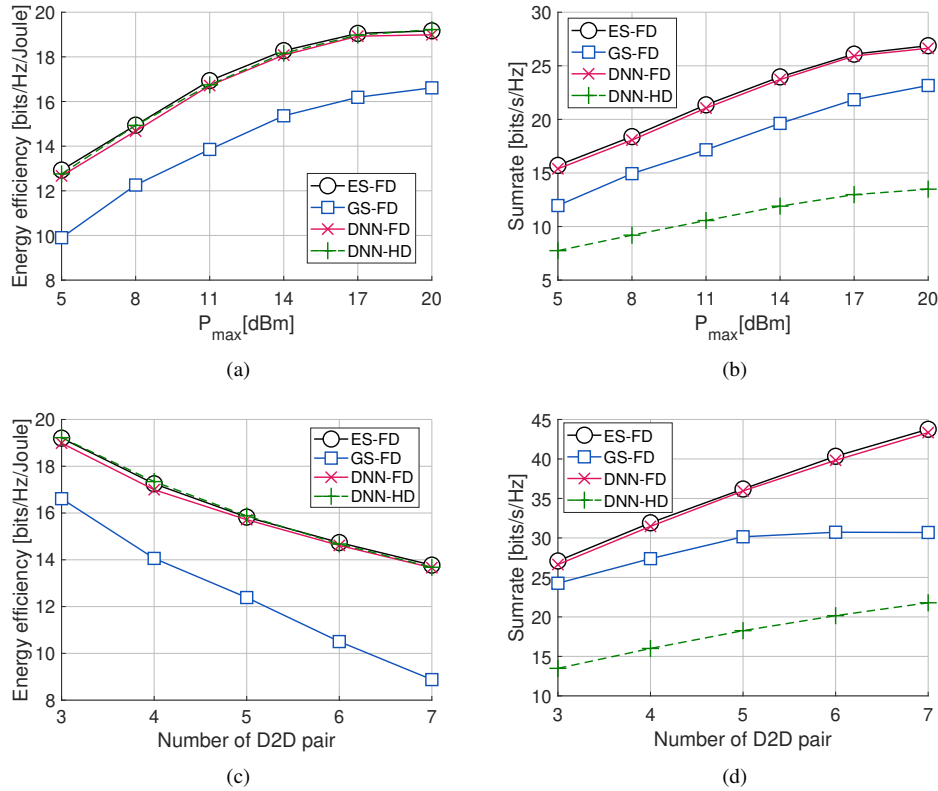 Energy efficiency [bits/Hz/Joule]
20
18
16
14
12
10
8
5 8 11 14 17 20
P_max[dBm]
ES-FD
GS-FD
DNN-FD
DNN-HD
(a)
Sumrate [bits/s/Hz]
30
25
20
15
10
5
5 8 11 14 17 20
P_max[dBm]
ES-FD
GS-FD
DNN-FD
DNN-HD
(b)
Energy efficiency [bits/Hz/Joule]
20
18
16
14
12
10
8
3 4 5 6 7
Number of D2D pair
ES-FD
GS-FD
DNN-FD
DNN-HD
(c)
Sumrate [bits/s/Hz]
45
40
35
30
25
20
15
10
3 4 5 6 7
Number of D2D pair
ES-FD
GS-FD
DNN-FD
DNN-HD
(d)